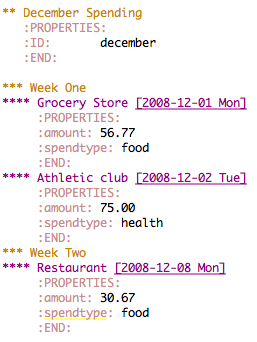 ** December Spending
:PROPERTIES:
:ID: december
:END:
*** Week One
**** Grocery Store [2008-12-01 Mon]
:PROPERTIES:
:amount: 56.77
:spendtype: food
:END:
**** Athletic club [2008-12-02 Tue]
:PROPERTIES:
:amount: 75.00
:spendtype: health
:END:
*** Week Two
**** Restaurant [2008-12-08 Mon]
:PROPERTIES:
:amount: 30.67
:spendtype: food
:END: